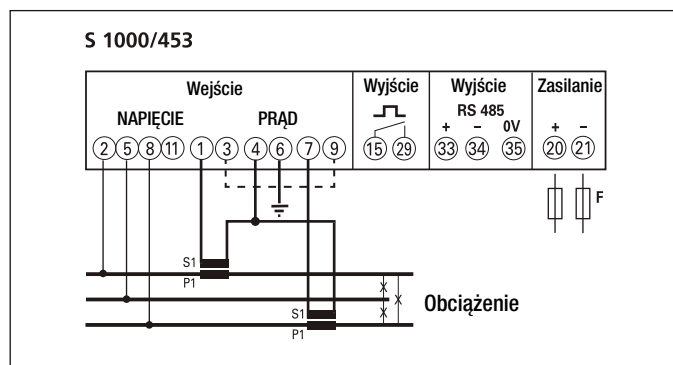 S 1000/453
Wejście Wyjście Wyjście Zasilanie
RS 485
NAPIĘCIE PRĄD + − 0V + −
2 5 8 11 1 3 4 6 7 9 15 29 33 34 35 20 21
F
S1
P1
Obciążenie
S1
P1